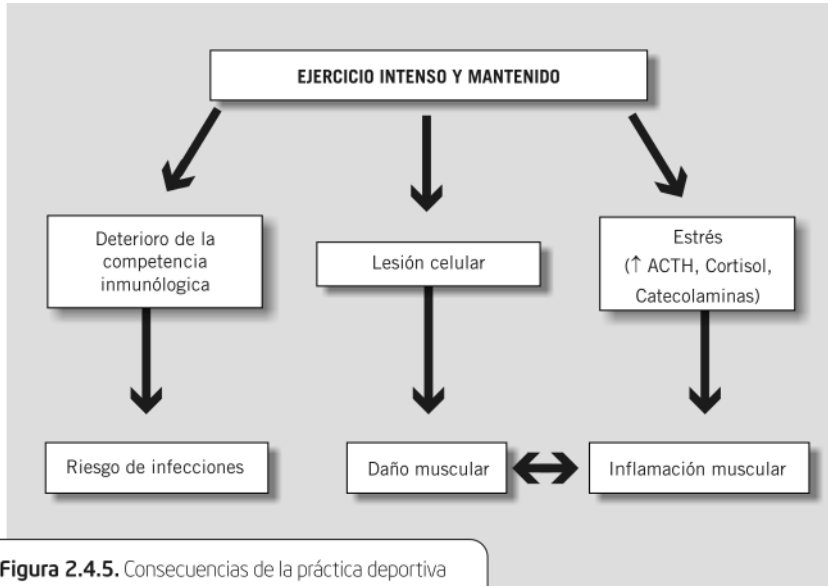 EJERCICIO INTENSO Y MANTENIDO
Deterioro de la
competencia
inmunólogica
Lesión celular
Estrés
(↑ ACTH, Cortisol,
Catecolaminas)
Riesgo de infecciones
Daño muscular
Inflamación muscular
Figura 2.4.5. Consecuencias de la práctica deportiva